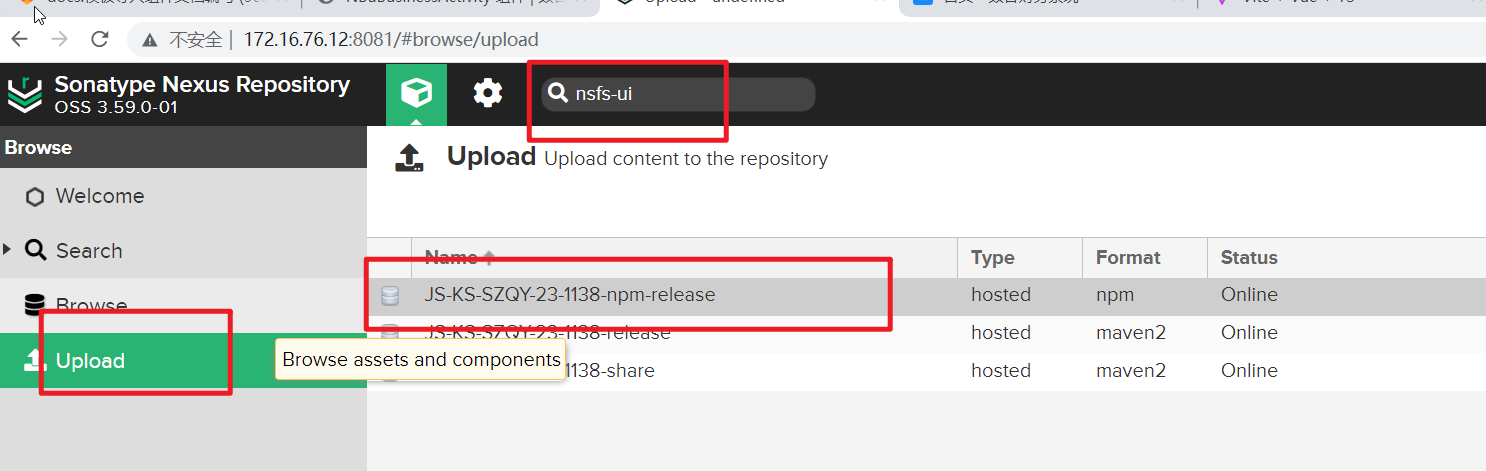 不安全 | 172.16.76.12:8081/#browse/upload
Sonatype Nexus Repository
OSS 3.59.0-01
nsfs-ui
Browse
Upload Upload content to the repository
Welcome
Search
Browse
Upload
Browse assets and components
Name Type Format Status
JS-KS-SZQY-23-1138-npm-release hosted npm Online
JS-KS-SZQY-23-1138-release hosted maven2 Online
1138-share hosted maven2 Online